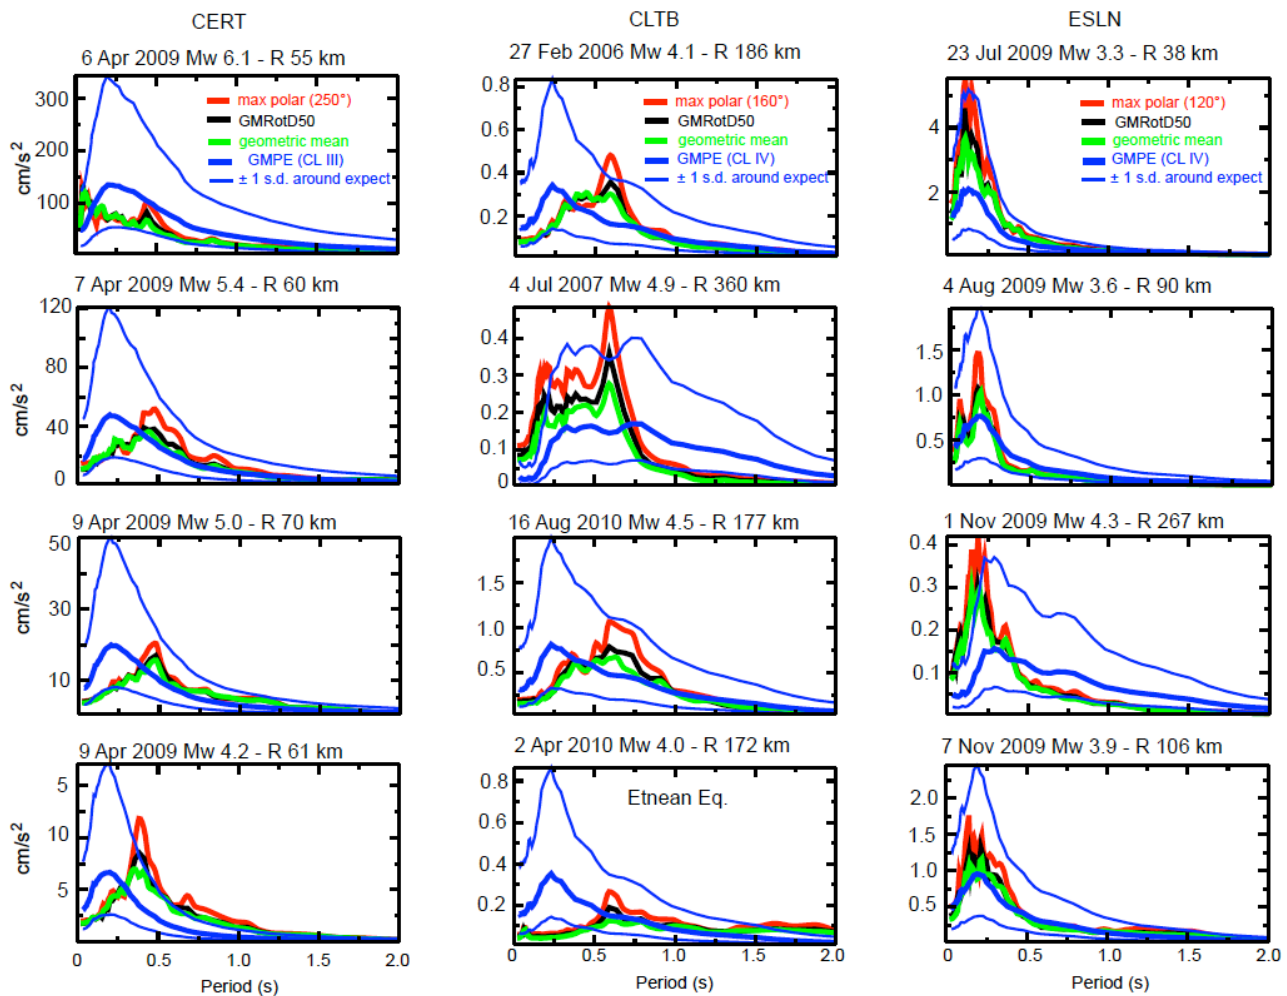 CERT
CLTB
ESLN
6 Apr 2009 Mw 6.1 - R 55 km
27 Feb 2006 Mw 4.1 - R 186 km
23 Jul 2009 Mw 3.3 - R 38 km
cm/s²
300
200
100
max polar (250°)
GMRotD50
geometric mean
GMPE (CL III)
± 1 s.d. around expect
0.8
0.6
0.4
0.2
max polar (160°)
GMRotD50
geometric mean
GMPE (CL IV)
± 1 s.d. around expect
4
2
max polar (120°)
GMRotD50
geometric mean
GMPE (CL IV)
± 1 s.d. around expect
7 Apr 2009 Mw 5.4 - R 60 km
4 Jul 2007 Mw 4.9 - R 360 km
4 Aug 2009 Mw 3.6 - R 90 km
cm/s²
120
80
40
20
0
0.4
0.3
0.2
0.1
0
1.5
1.0
0.5
9 Apr 2009 Mw 5.0 - R 70 km
16 Aug 2010 Mw 4.5 - R 177 km
1 Nov 2009 Mw 4.3 - R 267 km
cm/s²
50
30
10
1.5
1.0
0.5
0.4
0.3
0.2
0.1
9 Apr 2009 Mw 4.2 - R 61 km
2 Apr 2010 Mw 4.0 - R 172 km
7 Nov 2009 Mw 3.9 - R 106 km
cm/s²
5
10
5
0.8
0.6
0.4
0.2
Etnean Eq.
2.0
1.5
1.0
0.5
0 0.5 1.0 1.5 2.0
0 0.5 1.0 1.5 2.0
0 0.5 1.0 1.5 2.0
Period (s)
Period (s)
Period (s)